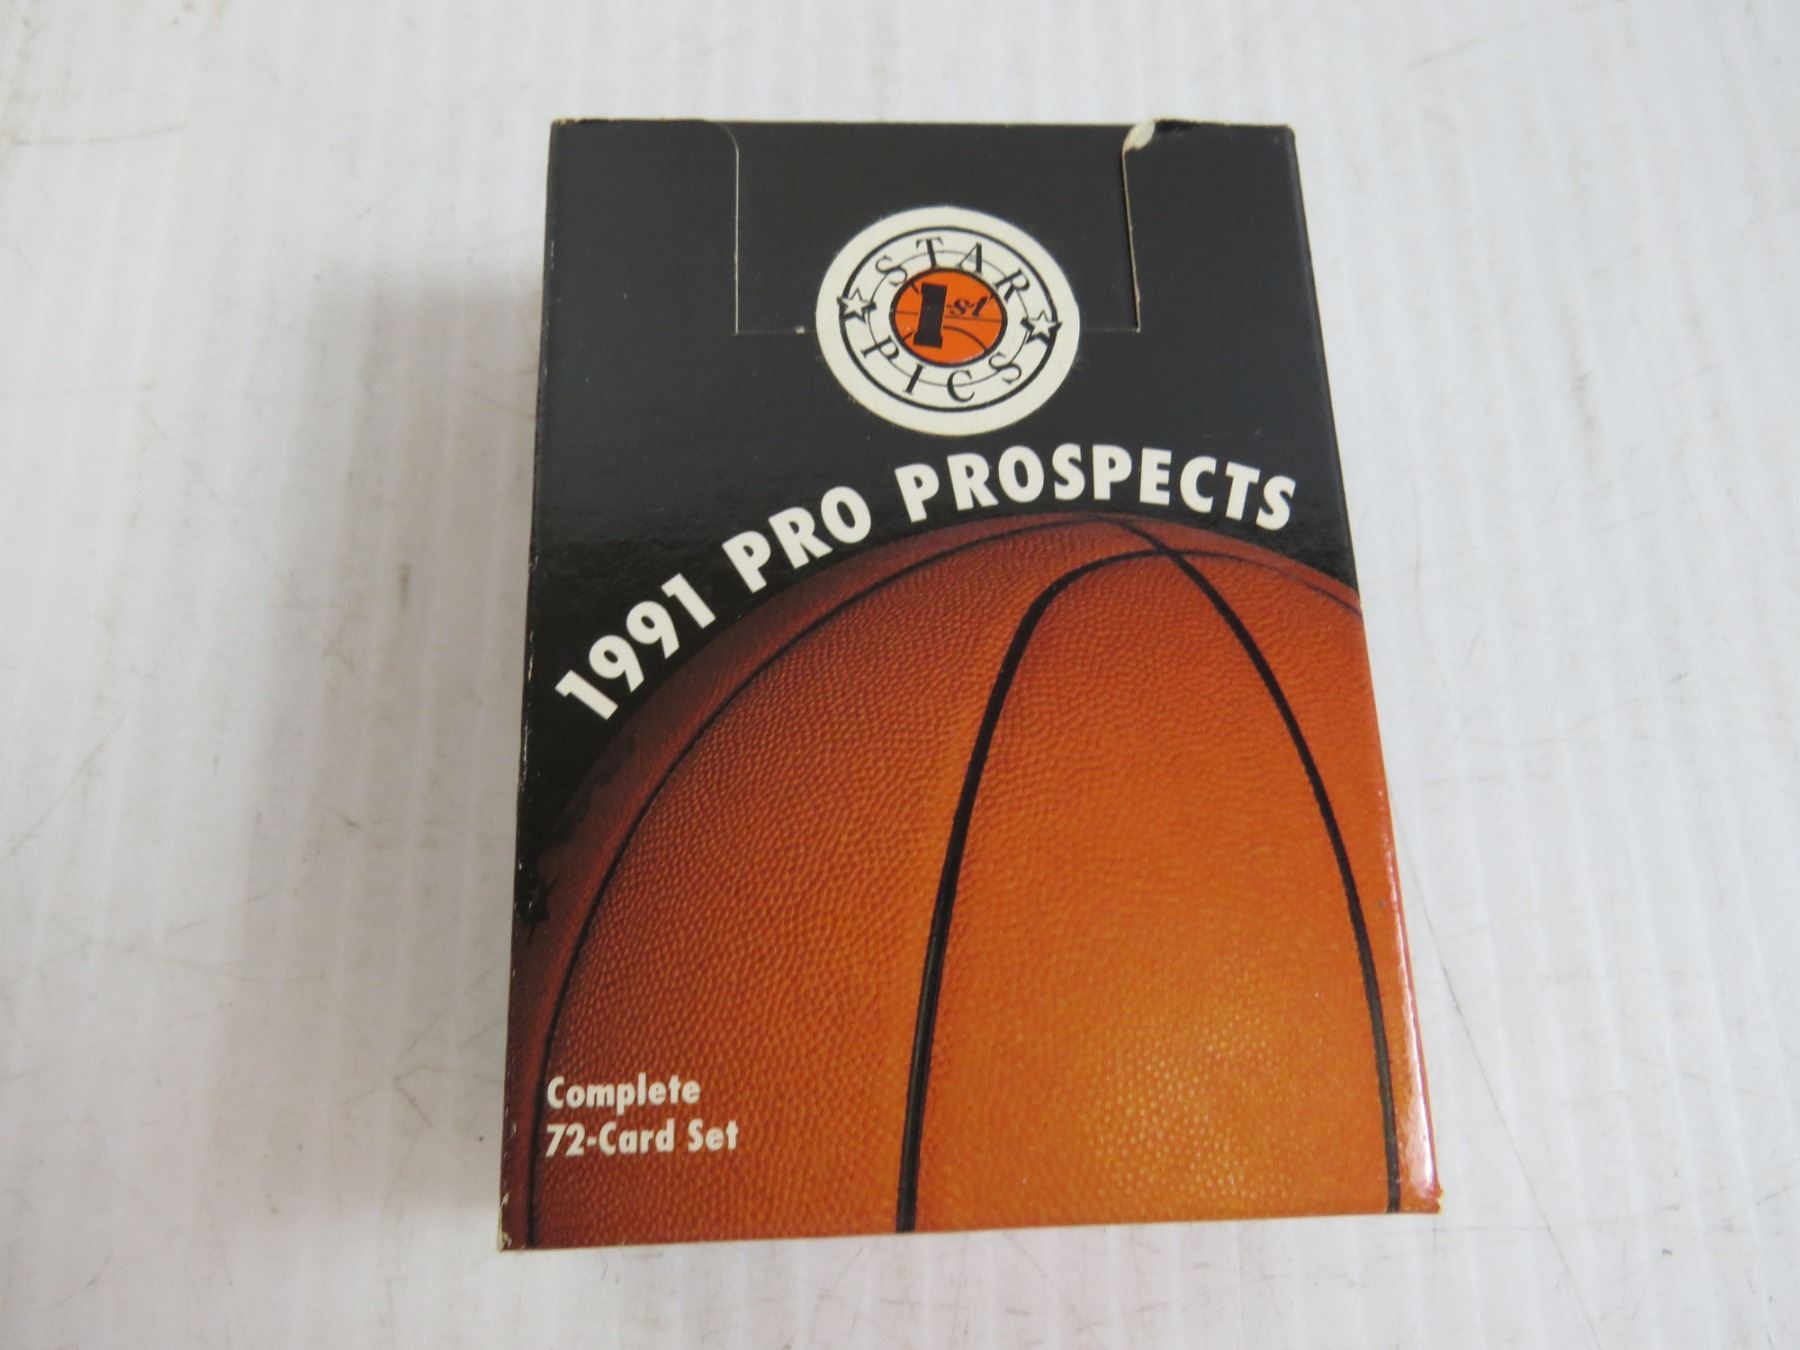 STAR
1st
PICS
1991 PRO PROSPECTS
Complete
72-Card Set